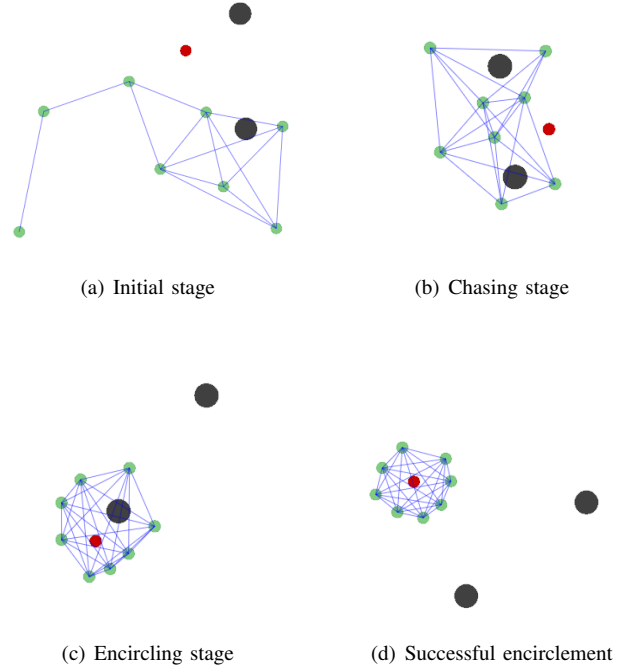 (a) Initial stage
(b) Chasing stage
(c) Encircling stage
(d) Successful encirclement